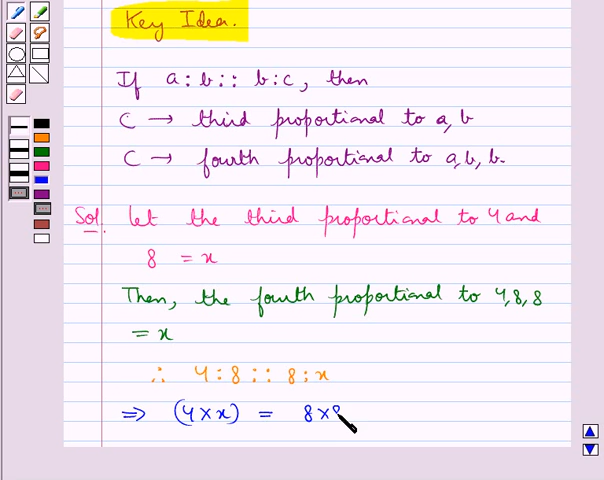 Key Idea.
If a : b :: b : c, then
C → third proportional to a, b
C → fourth proportional to a, b, b.
Sol. Let the third proportional to 4 and
8 = x
Then, the fourth proportional to 4, 8, 8
= x
∴ 4 : 8 :: 8 : x
⇒ (4 × x) = 8 × 8